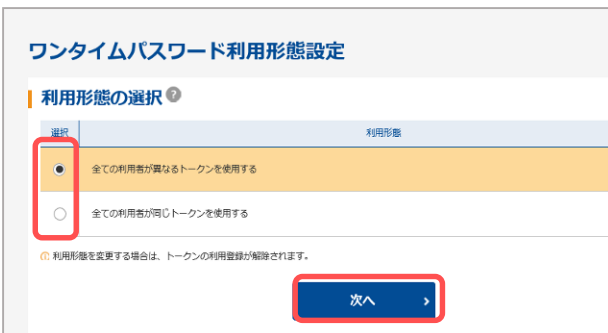 ワンタイムパスワード利用形態設定
利用形態の選択 ?
選択 利用形態
全ての利用者が異なるトークンを使用する
全ての利用者が同じトークンを使用する
利用形態を変更する場合は、トークンの利用登録が解除されます。
次へ